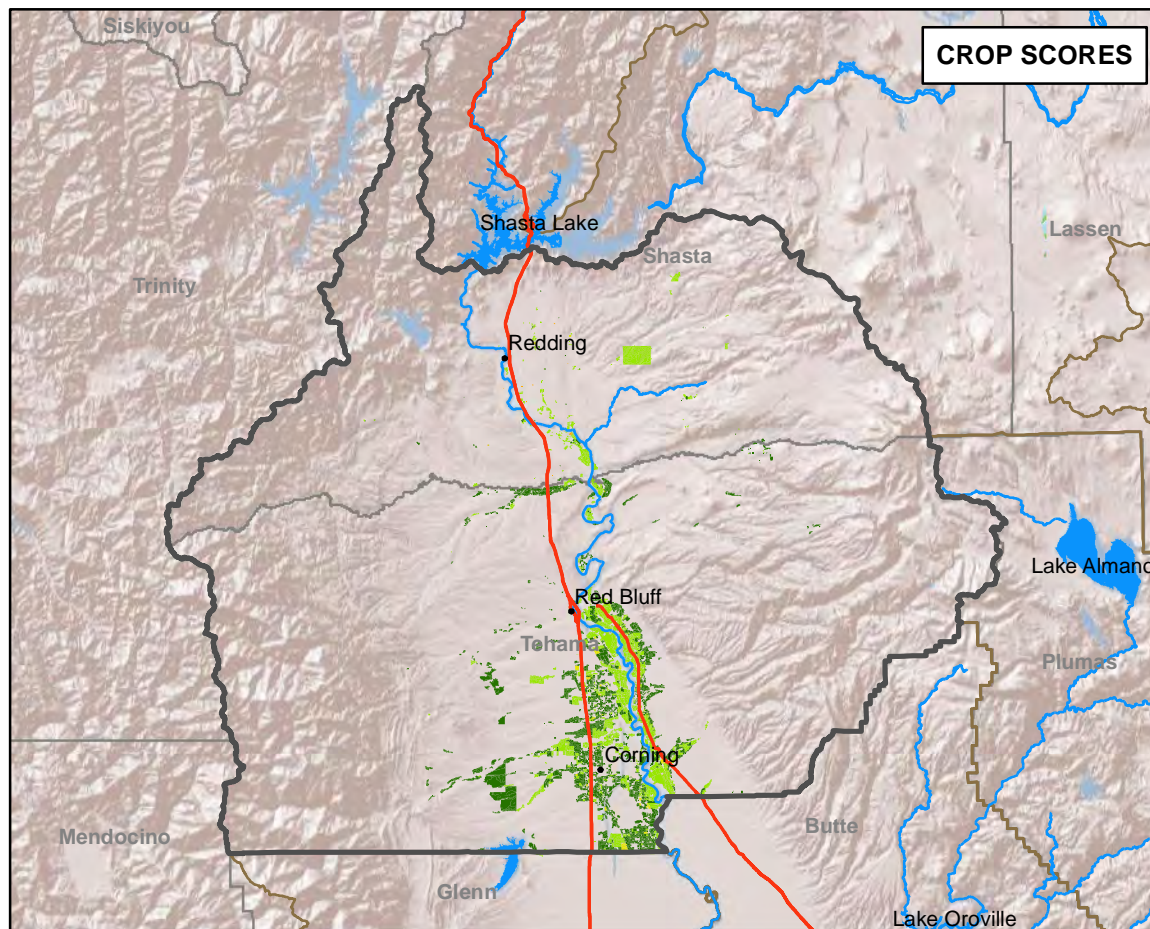 Siskiyou
CROP SCORES
Shasta Lake
Lassen
Shasta
Trinity
Redding
Lake Almano
Red Bluff
Tehama
Plumas
Corning
Butte
Mendocino
Glenn
Lake Oroville